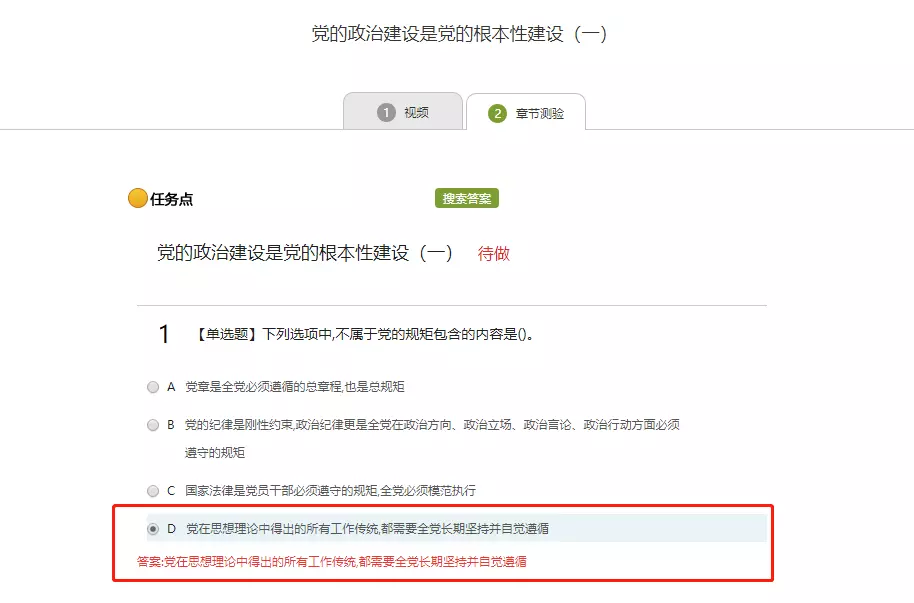 党的政治建设是党的根本性建设（一）
1 视频
2 章节测验
任务点
搜索答案
党的政治建设是党的根本性建设（一） 待做
1 【单选题】下列选项中,不属于党的规矩包含的内容是()。
A 党章是全党必须遵循的总章程,也是总规矩
B 党的纪律是刚性约束,政治纪律更是全党在政治方向、政治立场、政治言论、政治行动方面必须
遵守的规矩
C 国家法律是党员干部必须遵守的规矩,全党必须模范执行
D 党在思想理论中得出的所有工作传统,都需要全党长期坚持并自觉遵循
答案:党在思想理论中得出的所有工作传统,都需要全党长期坚持并自觉遵循